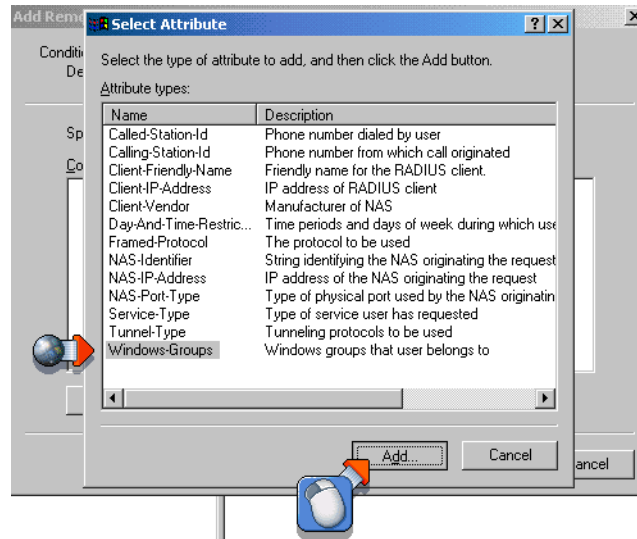 Add Remo
Select Attribute
Conditi
De
Select the type of attribute to add, and then click the Add button.
Attribute types:
Name Description
Called-Station-Id Phone number dialed by user
Calling-Station-Id Phone number from which call originated
Client-Friendly-Name Friendly name for the RADIUS client.
Client-IP-Address IP address of RADIUS client
Client-Vendor Manufacturer of NAS
Day-And-Time-Restric... Time periods and days of week during which use
Framed-Protocol The protocol to be used
NAS-Identifier String identifying the NAS originating the request
NAS-IP-Address IP address of the NAS originating the request
NAS-Port-Type Type of physical port used by the NAS originatin
Service-Type Type of service user has requested
Tunnel-Type Tunneling protocols to be used
Windows-Groups Windows groups that user belongs to
Sp
Co
Add... Cancel
ancel